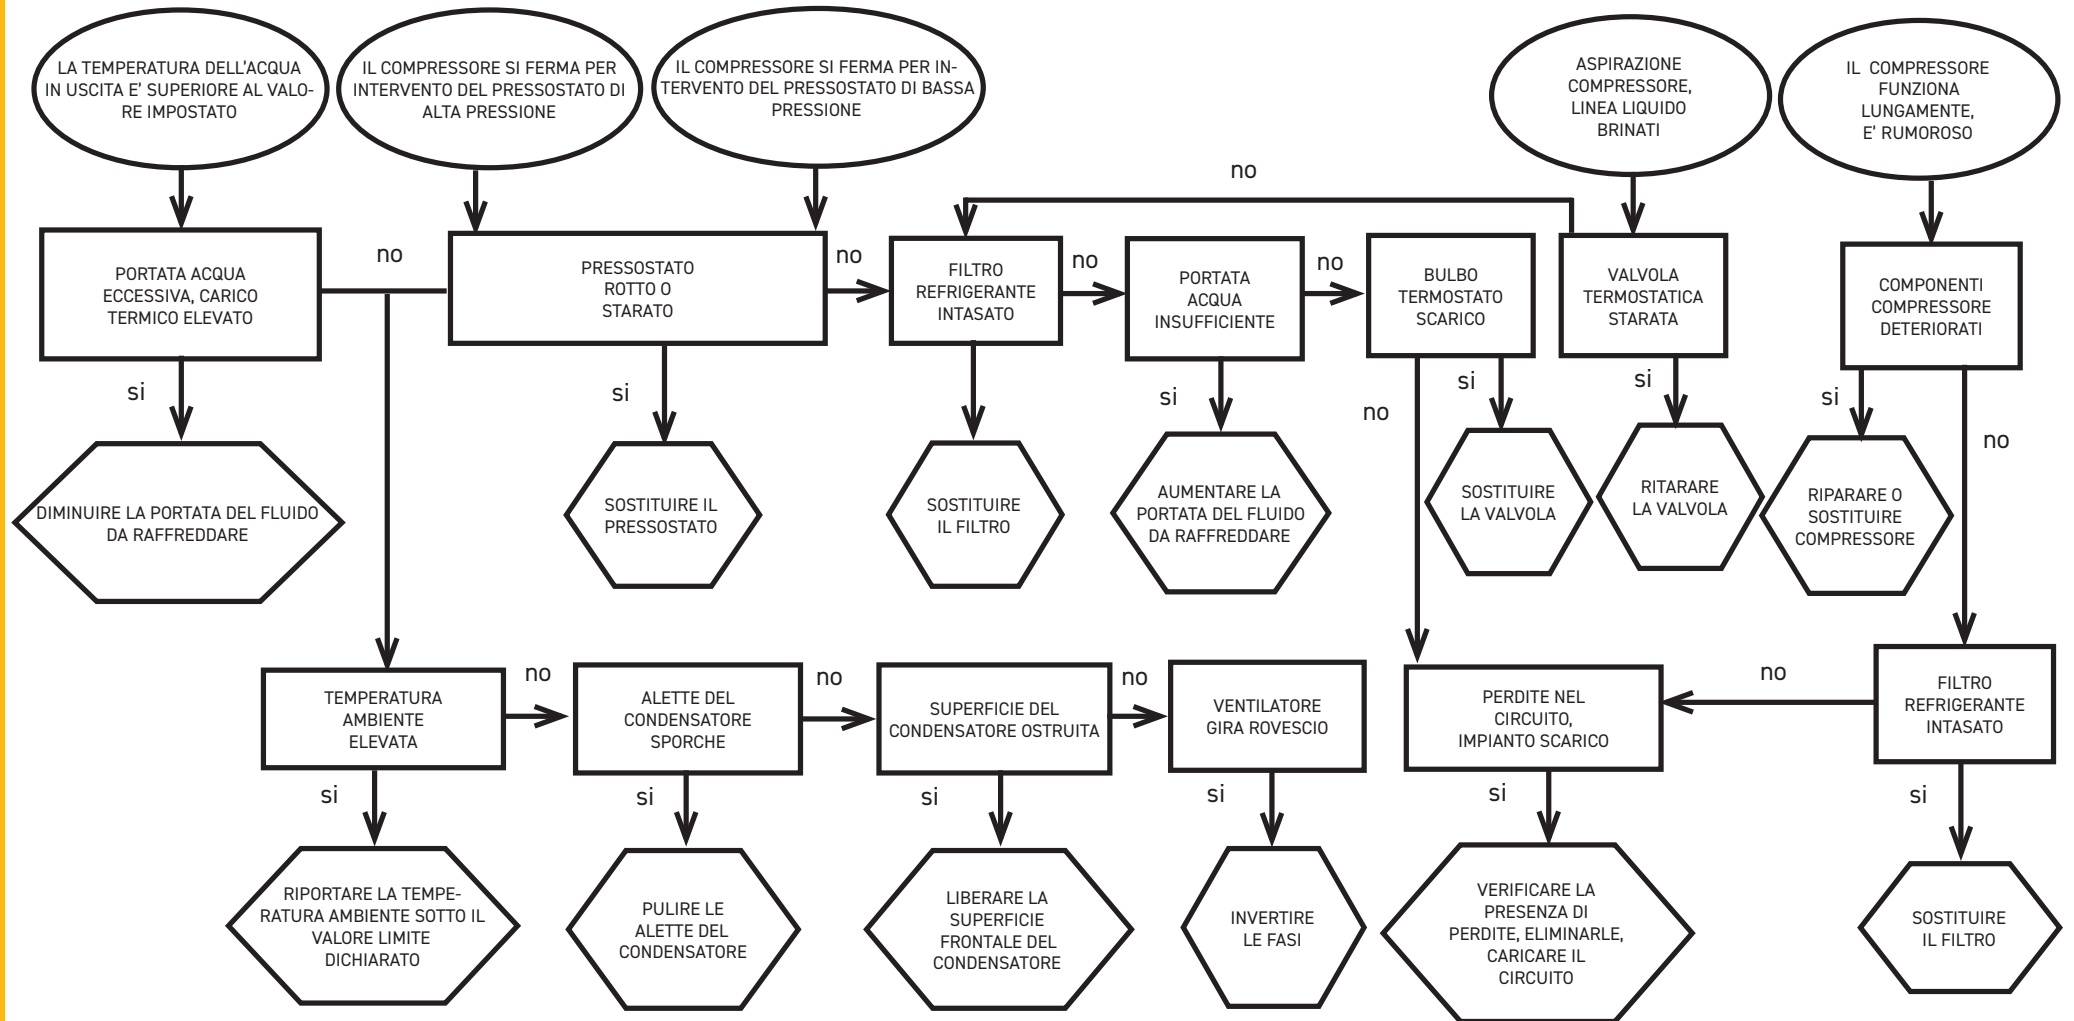 LA TEMPERATURA DELL'ACQUA
IN USCITA E' SUPERIORE AL VALO-
RE IMPOSTATO
IL COMPRESSORE SI FERMA PER
INTERVENTO DEL PRESSOSTATO DI
ALTA PRESSIONE
IL COMPRESSORE SI FERMA PER IN-
TERVENTO DEL PRESSOSTATO DI BASSA
PRESSIONE
ASPIRAZIONE
COMPRESSORE,
LINEA LIQUIDO
BRINATI
IL COMPRESSORE
FUNZIONA
LUNGAMENTE,
E' RUMOROSO
no
PORTATA ACQUA
ECCESSIVA, CARICO
TERMICO ELEVATO
no
PRESSOSTATO
ROTTO O
STARATO
no
FILTRO
REFRIGERANTE
INTASATO
no
PORTATA
ACQUA
INSUFFICIENTE
no
BULBO
TERMOSTATO
SCARICO
VALVOLA
TERMOSTATICA
STARATA
COMPONENTI
COMPRESSORE
DETERIORATI
si
si
si
no
si
si
si
no
DIMINUIRE LA PORTATA DEL FLUIDO
DA RAFFREDDARE
SOSTITUIRE IL
PRESSOSTATO
SOSTITUIRE
IL FILTRO
AUMENTARE LA
PORTATA DEL FLUIDO
DA RAFFREDDARE
SOSTITUIRE
LA VALVOLA
RITARARE
LA VALVOLA
RIPARARE O
SOSTITUIRE
COMPRESSORE
TEMPERATURA
AMBIENTE
ELEVATA
no
ALETTE DEL
CONDENSATORE
SPORCHE
no
SUPERFICIE DEL
CONDENSATORE OSTRUITA
no
VENTILATORE
GIRA ROVESCIO
PERDITE NEL
CIRCUITO,
IMPIANTO SCARICO
no
FILTRO
REFRIGERANTE
INTASATO
si
si
si
si
si
si
RIPORTARE LA TEMPE-
RATURA AMBIENTE SOTTO IL
VALORE LIMITE
DICHIARATO
PULIRE LE
ALETTE DEL
CONDENSATORE
LIBERARE LA
SUPERFICIE
FRONTALE DEL
CONDENSATORE
INVERTIRE
LE FASI
VERIFICARE LA
PRESENZA DI
PERDITE, ELIMINARLE,
CARICARE IL
CIRCUITO
SOSTITUIRE
IL FILTRO